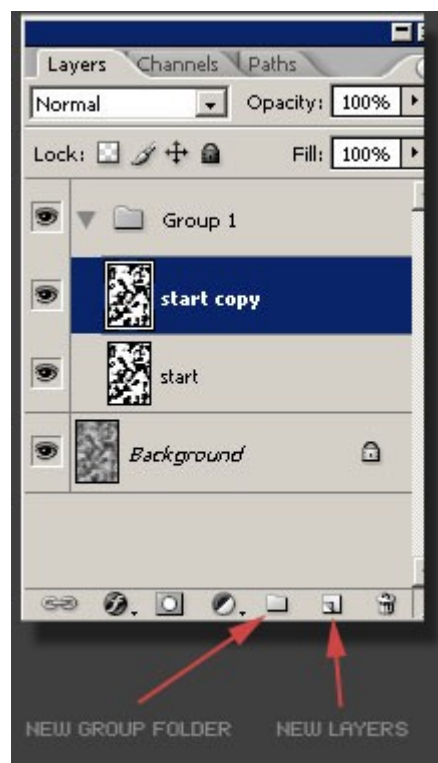 Layers Channels Paths
Normal Opacity: 100%
Lock: Fill: 100%
Group 1
start copy
start
Background
NEW GROUP FOLDER NEW LAYERS